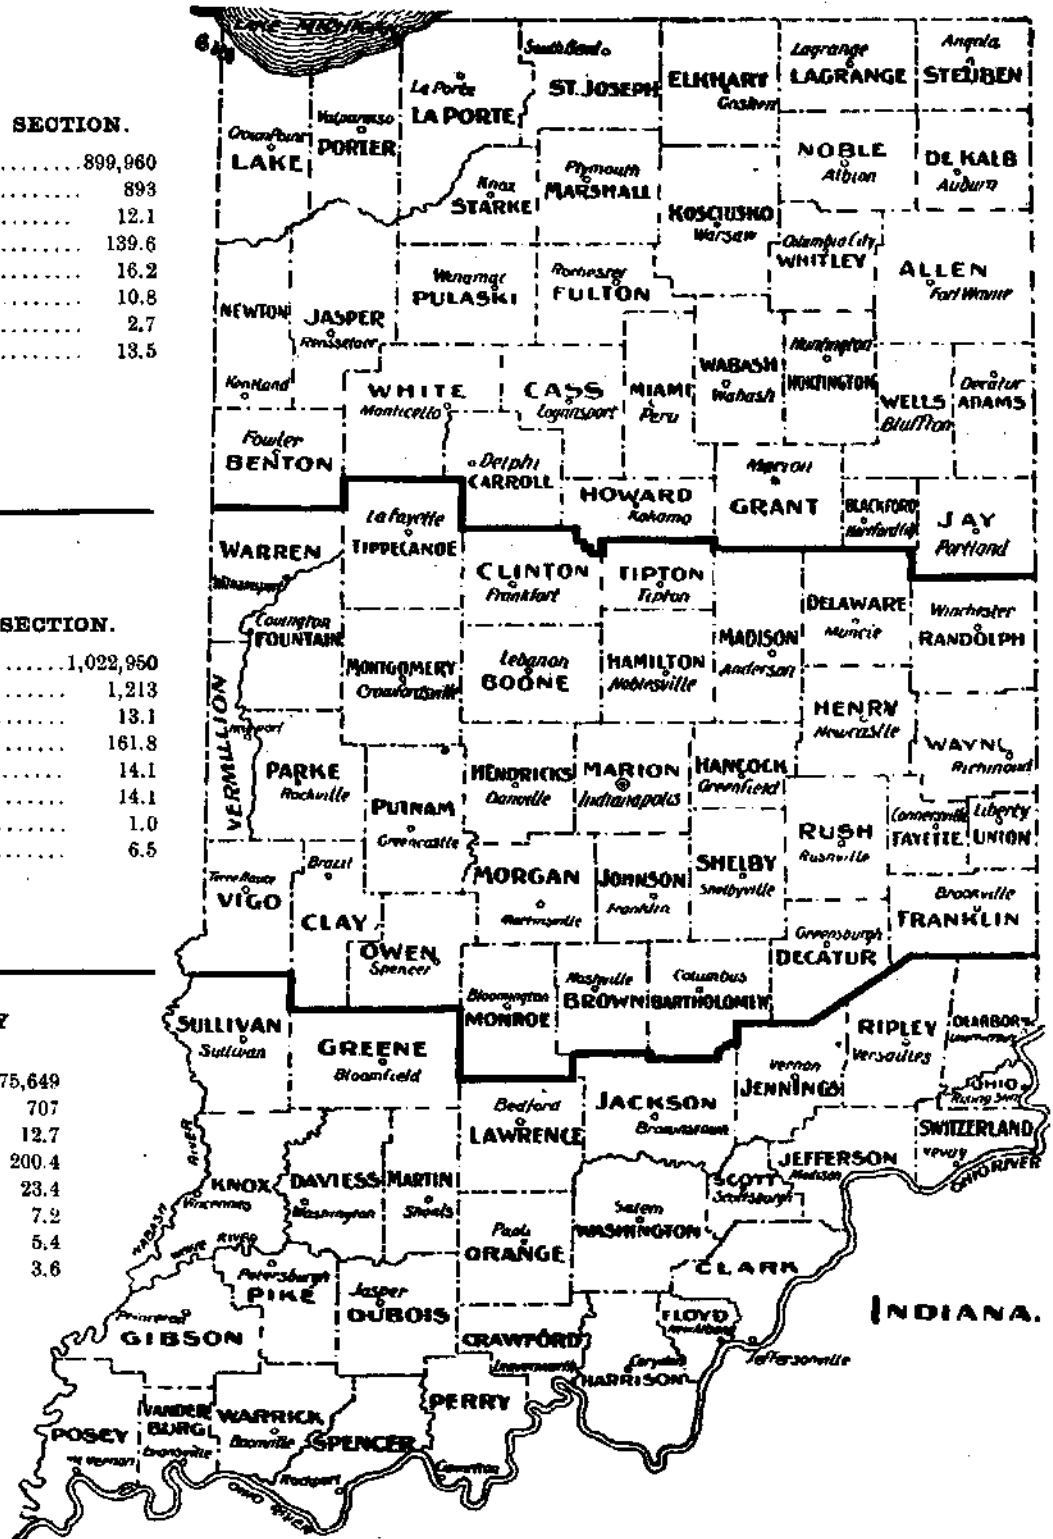 LAKE MICHIGAN
South Bend
Lagrange
Angola
La Porte
ST. JOSEPH
ELKHART
LAGRANGE
STEUBEN
Goshen
SECTION.
Valparaiso
LA PORTE
Crown Point
PORTER
LAKE
NOBLE
DE KALB
........899,960
Plymouth
Albion
Auburn
....... 893
Knox
MARSHALL
....... 12.1
STARKE
KOSCIUSKO
....... 139.6
Warsaw
Columbia City
....... 16.2
Winamac
Rochester
WHITLEY
ALLEN
....... 10.8
PULASKI
FULTON
Fort Wayne
....... 2.7
NEWTON
JASPER
....... 13.5
Rensselaer
Huntington
WABASH
Kentland
WHITE
CASS
MIAMI
Wabash
HUNTINGTON
Decatur
Monticello
Logansport
Peru
WELLS
ADAMS
Bluffton
Fowler
BENTON
Delphi
Marion
CARROLL
HOWARD
GRANT
BLACKFORD
JAY
Kokomo
Hartford City
Portland
La Fayette
WARREN
TIPPECANOE
CLINTON
TIPTON
Williamsport
Frankfort
Tipton
DELAWARE
Winchester
SECTION.
Covington
Muncie
RANDOLPH
FOUNTAIN
MADISON
......1,022,950
MONTGOMERY
Lebanon
HAMILTON
Anderson
...... 1,213
Crawfordsville
BOONE
Noblesville
...... 13.1
VERMILLION
HENRY
...... 161.8
Newport
Newcastle
WAYNE
...... 14.1
PARKE
HENDRICKS
MARION
HANCOCK
Richmond
...... 14.1
Rockville
Danville
Indianapolis
Greenfield
...... 1.0
PUTNAM
Connersville
Liberty
...... 6.5
Greencastle
RUSH
FAYETTE
UNION
Rushville
Brazil
SHELBY
Terre Haute
MORGAN
JOHNSON
Shelbyville
Brookville
VIGO
Martinsville
Franklin
FRANKLIN
CLAY
Greensburg
OWEN
DECATUR
Spencer
Nashville
Columbus
Bloomington
BROWN
BARTHOLOMEW
MONROE
Y
SULLIVAN
RIPLEY
DEARBORN
Sullivan
GREENE
Versailles
Bloomfield
Vernon
75,649
JENNINGS
OHIO
707
Bedford
JACKSON
Rising Sun
12.7
LAWRENCE
Brownstown
SWITZERLAND
200.4
JEFFERSON
Vevay
23.4
KNOX
DAVIESS
MARTIN
SCOTT
Madison
OHIO RIVER
7.2
Vincennes
Washington
Shoals
Scottsburgh
5.4
WABASH RIVER
Salem
3.6
WHITE RIVER
Paoli
WASHINGTON
Petersburgh
ORANGE
CLARK
PIKE
Jasper
DUBOIS
INDIANA.
Princeton
FLOYD
GIBSON
CRAWFORD
New Albany
Leavenworth
Corydon
Jeffersonville
HARRISON
PERRY
VANDER
WARRICK
POSEY
BURG
Boonville
SPENCER
Mt Vernon
Evansville
Rockport
Cannelton
OHIO RIVER